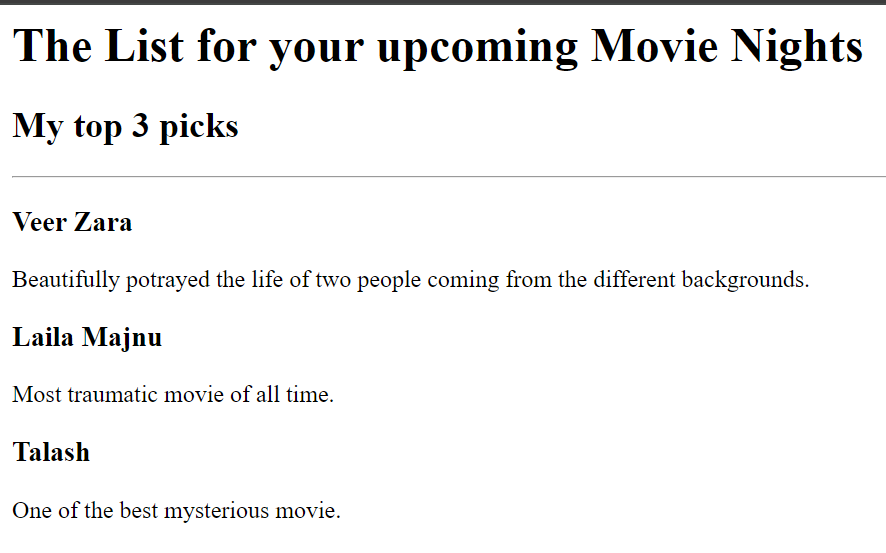 The List for your upcoming Movie Nights
My top 3 picks
Veer Zara
Beautifully potrayed the life of two people coming from the different backgrounds.
Laila Majnu
Most traumatic movie of all time.
Talash
One of the best mysterious movie.